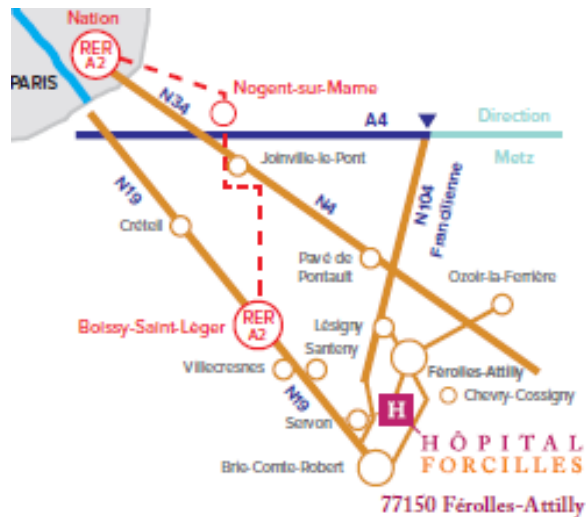 Nation
RER
A2
PARIS
Nogent-sur-Marne
N34
A4
Direction
Metz
Joinville-le-Pont
N19
N4
N104
Francilienne
Créteil
Pavé de
Pontault
Ozoir-la-Ferrière
Boissy-Saint-Léger
RER
A2
Lésigny
Santeny
Villecresnes
Férolles-Attilly
N19
Chevry-Cossigny
H
Servon
HÔPITAL
FORCILLES
Brie-Comte-Robert
77150 Férolles-Attilly